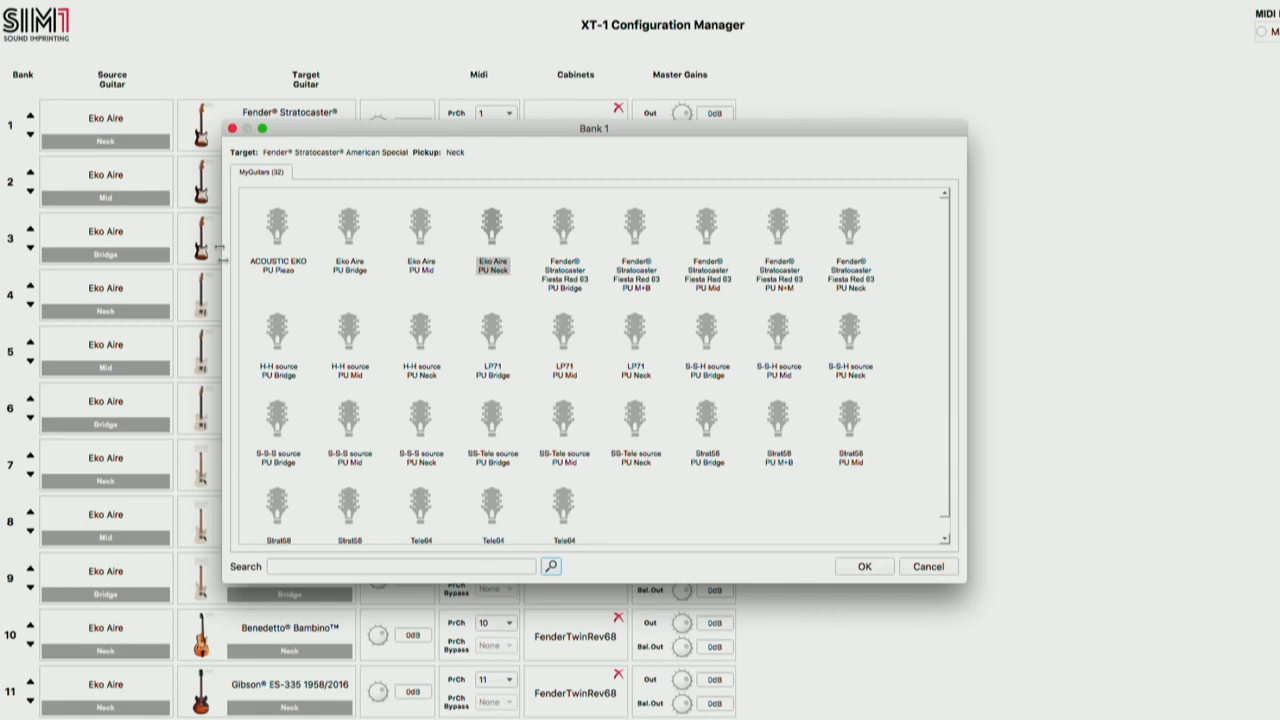 SIM1
SOUND IMPRINTING
XT-1 Configuration Manager
MIDI
Bank
Source
Guitar
Target
Guitar
Midi
Cabinets
Master Gains
1
Eko Aire
Neck
Fender® Stratocaster®
PrCh
1
Out
0dB
2
Eko Aire
Mid
3
Eko Aire
Bridge
4
Eko Aire
Neck
5
Eko Aire
Mid
6
Eko Aire
Bridge
7
Eko Aire
Neck
8
Eko Aire
Mid
9
Eko Aire
Bridge
Bridge
PrCh
Bypass
None
Bal.Out
0dB
10
Eko Aire
Neck
Benedetto® Bambino™
Neck
0dB
PrCh
10
PrCh
Bypass
None
FenderTwinRev68
Out
0dB
Bal.Out
0dB
11
Eko Aire
Neck
Gibson® ES-335 1958/2016
Neck
0dB
PrCh
11
PrCh
Bypass
None
FenderTwinRev68
Out
0dB
Bal.Out
0dB
Bank 1
Target: Fender® Stratocaster® American Special Pickup: Neck
MyGuitars (32)
ACOUSTIC EKO
PU Piezo
Eko Aire
PU Bridge
Eko Aire
PU Mid
Eko Aire
PU Neck
Fender®
Stratocaster
Fiesta Red 63
PU Bridge
Fender®
Stratocaster
Fiesta Red 63
PU M+B
Fender®
Stratocaster
Fiesta Red 63
PU Mid
Fender®
Stratocaster
Fiesta Red 63
PU N+M
Fender®
Stratocaster
Fiesta Red 63
PU Neck
H-H source
PU Bridge
H-H source
PU Mid
H-H source
PU Neck
LP71
PU Bridge
LP71
PU Mid
LP71
PU Neck
S-S-H source
PU Bridge
S-S-H source
PU Mid
S-S-H source
PU Neck
S-S-S source
PU Bridge
S-S-S source
PU Mid
S-S-S source
PU Neck
SS-Tele source
PU Bridge
SS-Tele source
PU Mid
SS-Tele source
PU Neck
Strat58
PU Bridge
Strat58
PU M+B
Strat58
PU Mid
Strat58
Strat58
Tele64
Tele64
Tele64
Search
OK
Cancel